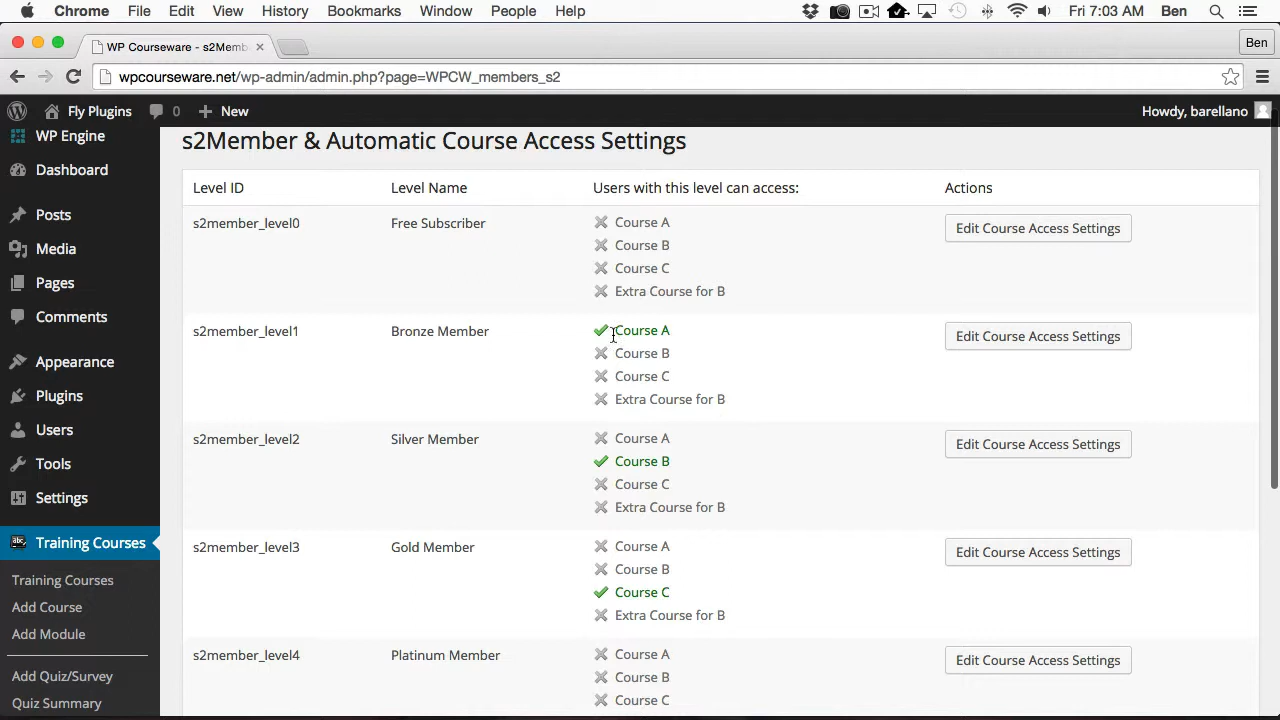 Chrome File Edit View History Bookmarks Window People Help Fri 7:03 AM Ben
WP Courseware - s2Memb Ben
wpcourseware.net/wp-admin/admin.php?page=WPCW_members_s2
Fly Plugins 0 New Howdy, barellano
WP Engine
Dashboard
Posts
Media
Pages
Comments
Appearance
Plugins
Users
Tools
Settings
Training Courses
Training Courses
Add Course
Add Module
Add Quiz/Survey
Quiz Summary
s2Member & Automatic Course Access Settings
Level ID Level Name Users with this level can access: Actions
s2member_level0 Free Subscriber Course A Edit Course Access Settings
Course B
Course C
Extra Course for B
s2member_level1 Bronze Member Course A Edit Course Access Settings
Course B
Course C
Extra Course for B
s2member_level2 Silver Member Course A Edit Course Access Settings
Course B
Course C
Extra Course for B
s2member_level3 Gold Member Course A Edit Course Access Settings
Course B
Course C
Extra Course for B
s2member_level4 Platinum Member Course A Edit Course Access Settings
Course B
Course C